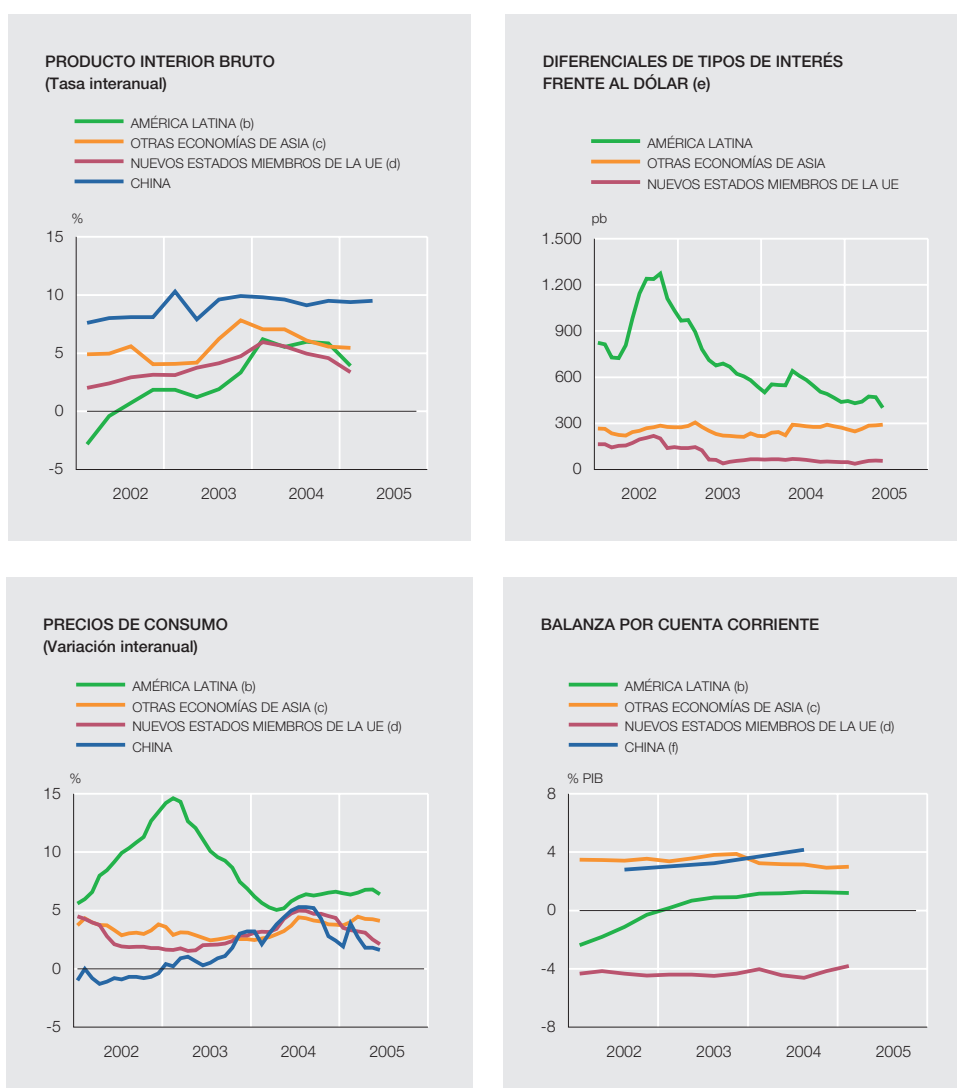 PRODUCTO INTERIOR BRUTO
(Tasa interanual)
AMÉRICA LATINA (b)
OTRAS ECONOMÍAS DE ASIA (c)
NUEVOS ESTADOS MIEMBROS DE LA UE (d)
CHINA
%
15
10
5
0
-5
2002 2003 2004 2005
DIFERENCIALES DE TIPOS DE INTERÉS
FRENTE AL DÓLAR (e)
AMÉRICA LATINA
OTRAS ECONOMÍAS DE ASIA
NUEVOS ESTADOS MIEMBROS DE LA UE
pb
1.500
1.200
900
600
300
0
2002 2003 2004 2005
PRECIOS DE CONSUMO
(Variación interanual)
AMÉRICA LATINA (b)
OTRAS ECONOMÍAS DE ASIA (c)
NUEVOS ESTADOS MIEMBROS DE LA UE (d)
CHINA
%
15
10
5
0
-5
2002 2003 2004 2005
BALANZA POR CUENTA CORRIENTE
AMÉRICA LATINA (b)
OTRAS ECONOMÍAS DE ASIA (c)
NUEVOS ESTADOS MIEMBROS DE LA UE (d)
CHINA (f)
% PIB
8
4
0
-4
-8
2002 2003 2004 2005